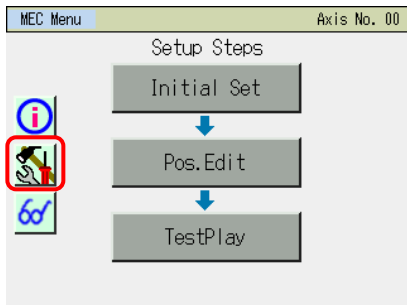 MEC Menu Axis No. 00
Setup Steps
Initial Set
Pos.Edit
TestPlay